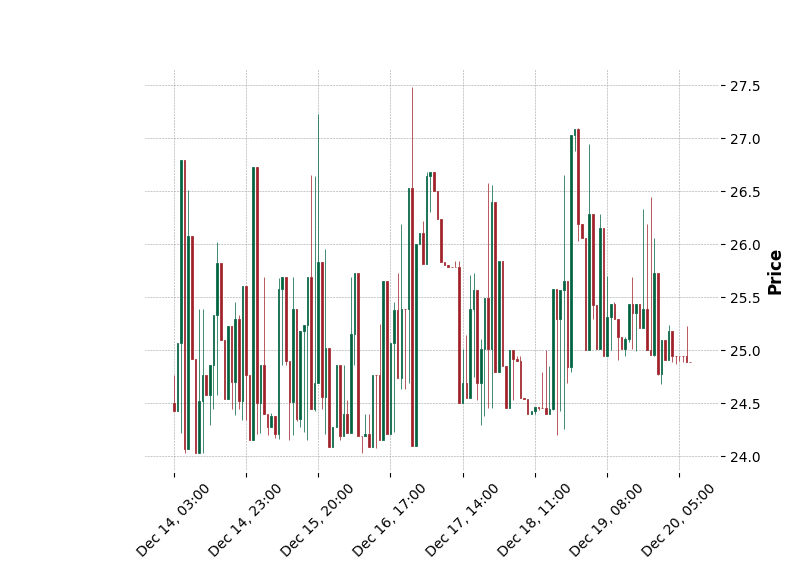 27.5
27.0
26.5
26.0
25.5
25.0
24.5
24.0
Price
Dec 14, 03:00
Dec 14, 23:00
Dec 15, 20:00
Dec 16, 17:00
Dec 17, 14:00
Dec 18, 11:00
Dec 19, 08:00
Dec 20, 05:00